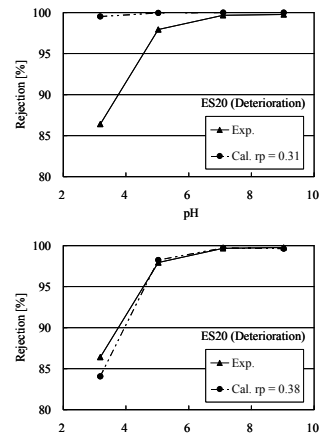 100
95
90
85
80
Rejection [%]
ES20 (Deterioration)
Exp.
Cal. rp = 0.31
2 4 6 8 10
pH
100
95
90
85
80
Rejection [%]
ES20 (Deterioration)
Exp.
Cal. rp = 0.38
2 4 6 8 10